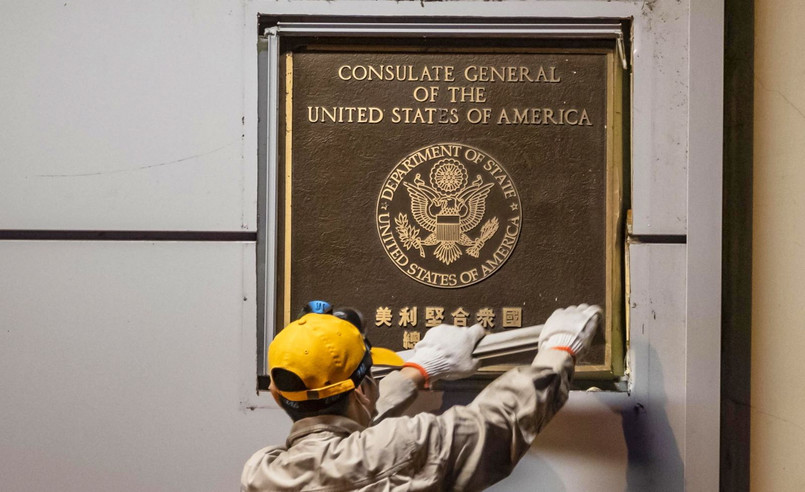 CONSULATE GENERAL
OF THE
UNITED STATES OF AMERICA
DEPARTMENT OF STATE
UNITED STATES OF AMERICA
美利堅合衆國
總